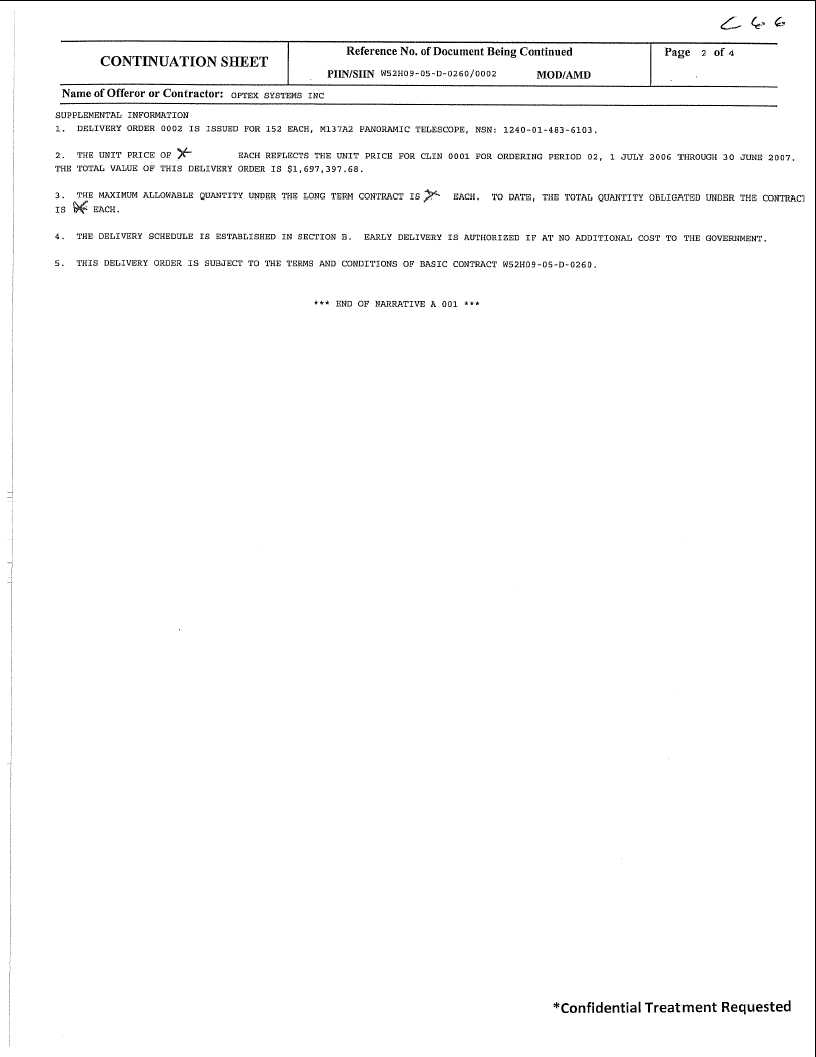 C66
CONTINUATION SHEET
Reference No. of Document Being Continued
PIIN/SIIN W52H09-05-D-0260/0002 MOD/AMD
Page 2 of 4
Name of Offeror or Contractor: OPTEX SYSTEMS INC
SUPPLEMENTAL INFORMATION
1. DELIVERY ORDER 0002 IS ISSUED FOR 152 EACH, M137A2 PANORAMIC TELESCOPE, NSN: 1240-01-483-6103.
2. THE UNIT PRICE OF * EACH REFLECTS THE UNIT PRICE FOR CLIN 0001 FOR ORDERING PERIOD 02, 1 JULY 2006 THROUGH 30 JUNE 2007.
THE TOTAL VALUE OF THIS DELIVERY ORDER IS $1,697,397.68.
3. THE MAXIMUM ALLOWABLE QUANTITY UNDER THE LONG TERM CONTRACT IS * EACH. TO DATE, THE TOTAL QUANTITY OBLIGATED UNDER THE CONTRACT
IS * EACH.
4. THE DELIVERY SCHEDULE IS ESTABLISHED IN SECTION B. EARLY DELIVERY IS AUTHORIZED IF AT NO ADDITIONAL COST TO THE GOVERNMENT.
5. THIS DELIVERY ORDER IS SUBJECT TO THE TERMS AND CONDITIONS OF BASIC CONTRACT W52H09-05-D-0260.
*** END OF NARRATIVE A 001 ***
*Confidential Treatment Requested